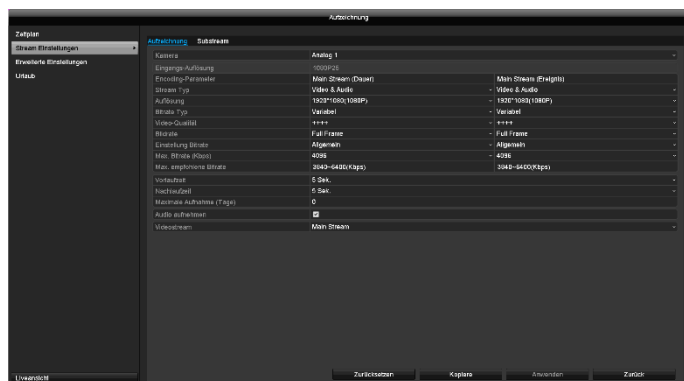 Aufzeichnung
Zeitplan
Stream Einstellungen
Erweiterte Einstellungen
Urlaub
Aufzeichnung Substream
Kamera Analog 1
Eingangs-Auflösung 1080P25
Encoding-Parameter Main Stream (Dauer) Main Stream (Ereignis)
Stream Typ Video & Audio Video & Audio
Auflösung 1920*1080(1080P) 1920*1080(1080P)
Bitrate Typ Variabel Variabel
Video-Qualität ++++ ++++
Bildrate Full Frame Full Frame
Einstellung Bitrate Allgemein Allgemein
Max. Bitrate (Kbps) 4096 4096
Max. empfohlene Bitrate 3840~6400(Kbps) 3840~6400(Kbps)
Vorlaufzeit 5 Sek.
Nachlaufzeit 5 Sek.
Maximale Aufnahme (Tage) 0
Audio aufnehmen
Videostream Main Stream
Liveansicht Zurücksetzen Kopiere Anwenden Zurück